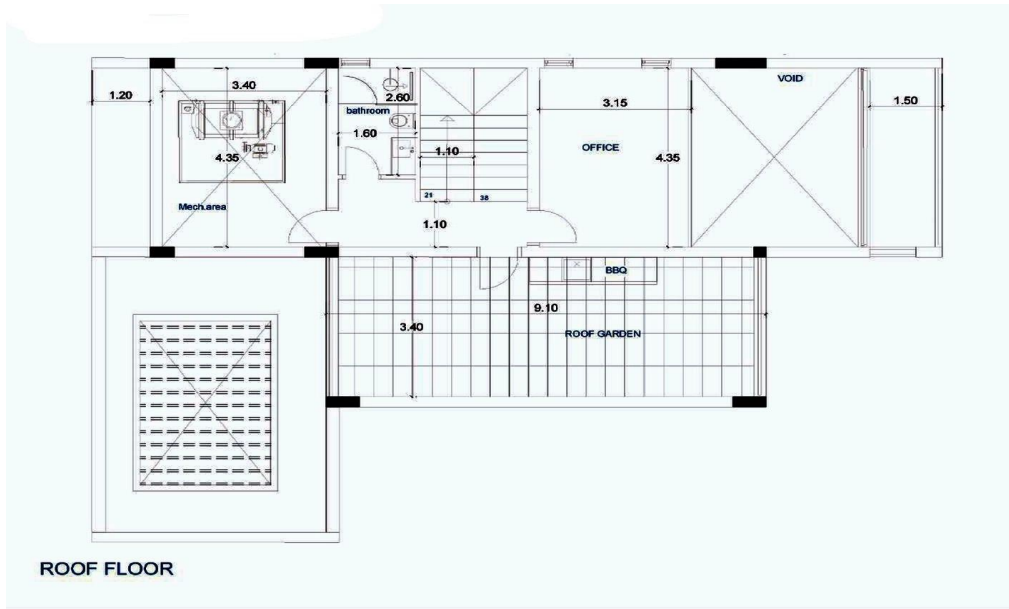 VOID
3.40
1.20
2.60
3.15
1.50
bathroom
1.60
1.10
OFFICE
4.35
4.35
21
38
Mech.area
1.10
BBQ
9.10
3.40
ROOF GARDEN
ROOF FLOOR